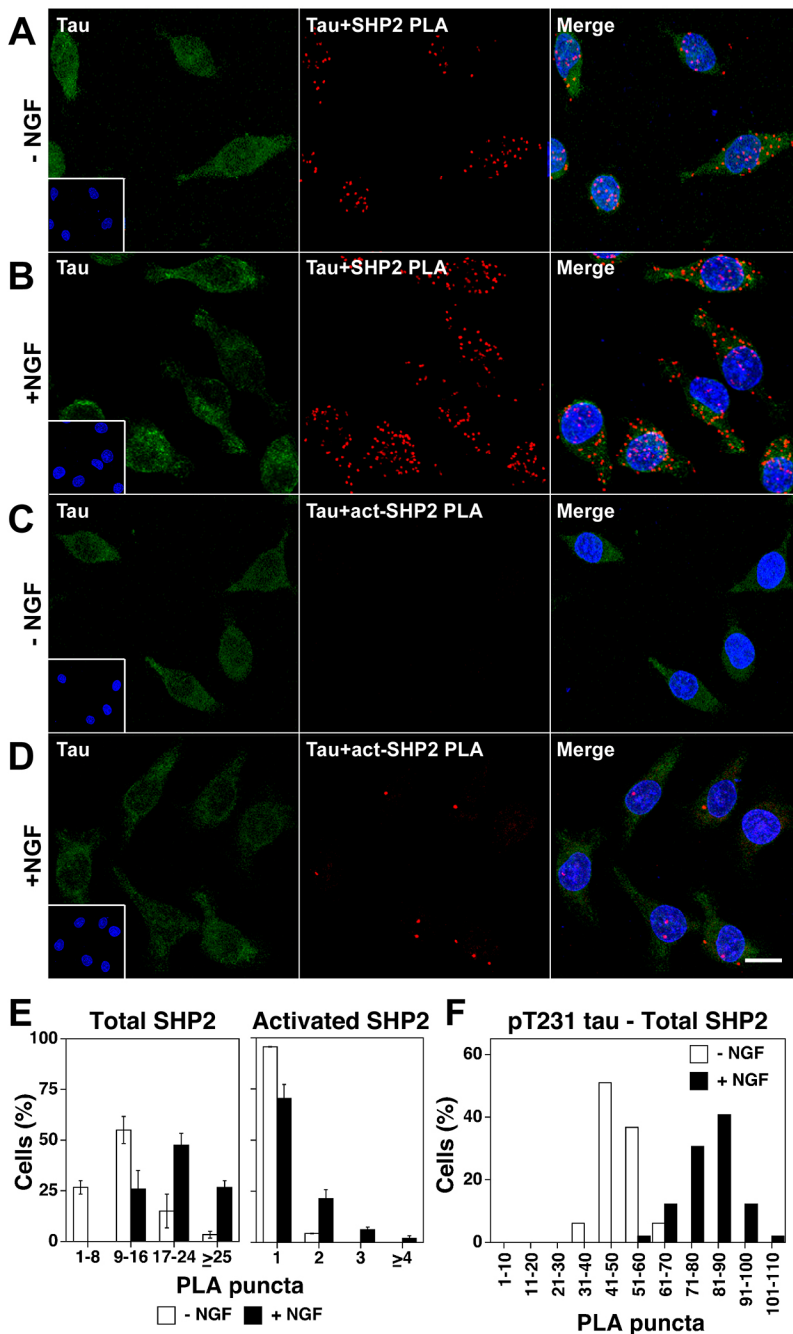 A
- NGF
Tau
Tau+SHP2 PLA
Merge
B
+NGF
Tau
Tau+SHP2 PLA
Merge
C
- NGF
Tau
Tau+act-SHP2 PLA
Merge
D
+NGF
Tau
Tau+act-SHP2 PLA
Merge
E
Total SHP2
Activated SHP2
Cells (%)
100
75
50
25
0
1-8
9-16
17-24
≥25
1
2
3
≥4
PLA puncta
- NGF
+ NGF
F
pT231 tau - Total SHP2
- NGF
+ NGF
Cells (%)
60
40
20
0
1-10
11-20
21-30
31-40
41-50
51-60
61-70
71-80
81-90
91-100
101-110
PLA puncta